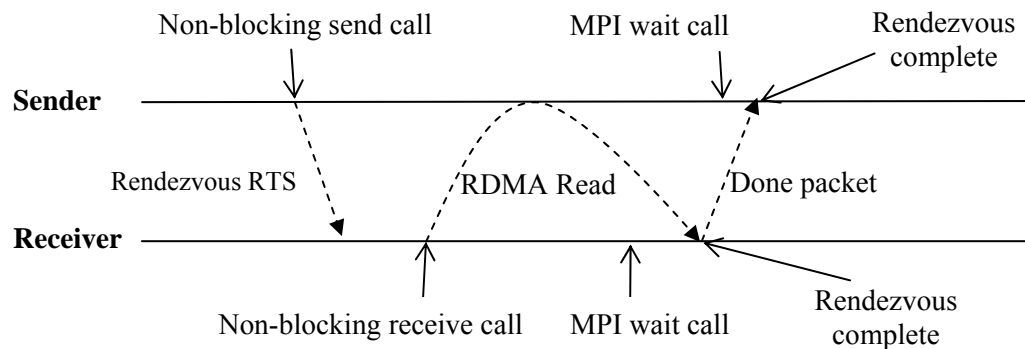 Non-blocking send call
MPI wait call
Rendezvous
complete
Sender
Rendezvous RTS
RDMA Read
Done packet
Receiver
Non-blocking receive call
MPI wait call
Rendezvous
complete